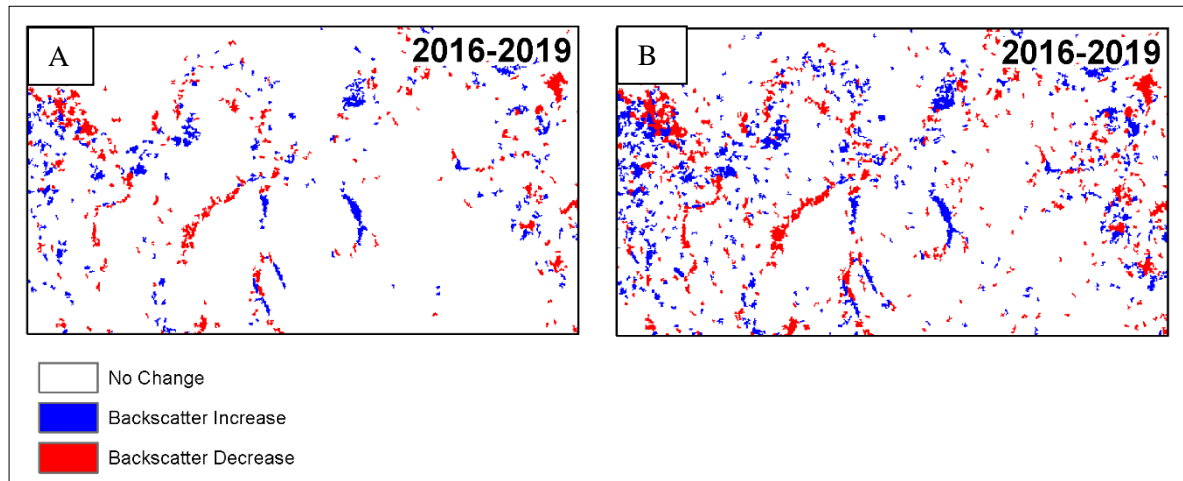 A
2016-2019
B
2016-2019
No Change
Backscatter Increase
Backscatter Decrease